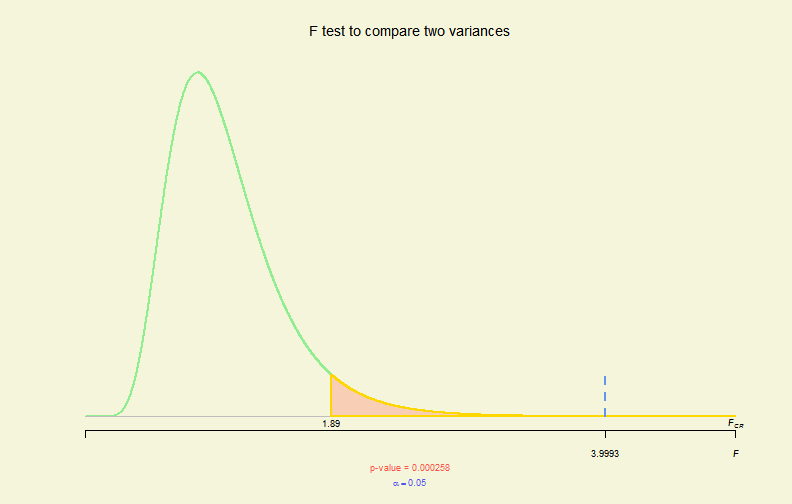 F test to compare two variances
1.89
F_CR
3.9993
F
p-value = 0.000258
α = 0.05